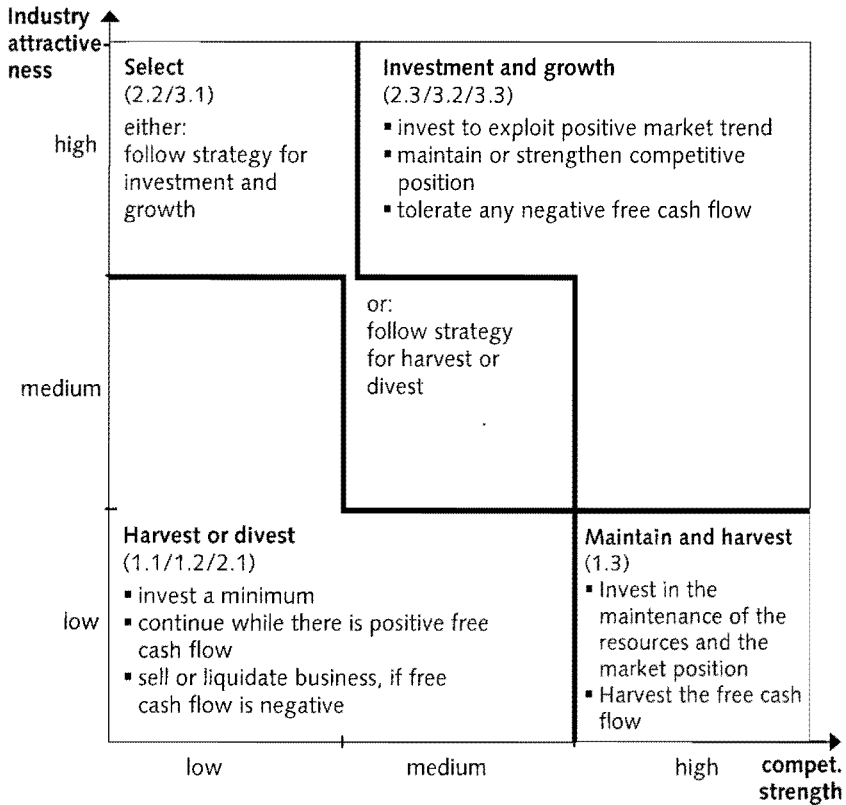 Industry
attractive-
ness
Select
(2.2/3.1)
either:
follow strategy for
investment and
growth
Investment and growth
(2.3/3.2/3.3)
▪ invest to exploit positive market trend
▪ maintain or strengthen competitive
position
▪ tolerate any negative free cash flow
high
or:
follow strategy
for harvest or
divest
medium
Harvest or divest
(1.1/1.2/2.1)
▪ invest a minimum
▪ continue while there is positive free
cash flow
▪ sell or liquidate business, if free
cash flow is negative
Maintain and harvest
(1.3)
▪ Invest in the
maintenance of the
resources and the
market position
▪ Harvest the free cash
flow
low
low
medium
high
compet.
strength